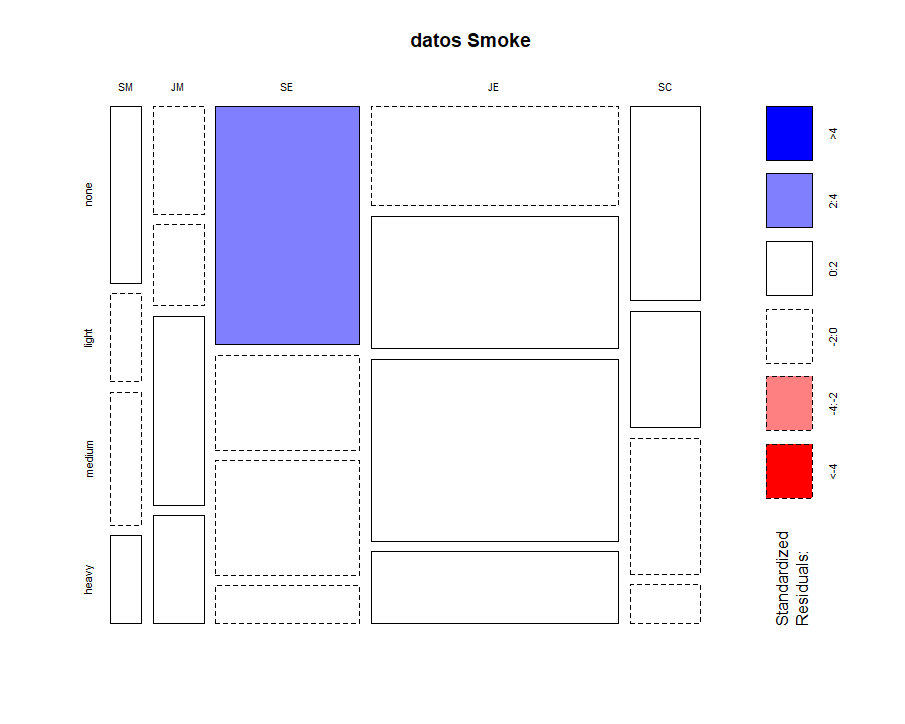 datos Smoke
SM JM SE JE SC
none
light
medium
heavy
>4
2:4
0:2
-2:0
-4:-2
<-4
Standardized
Residuals: